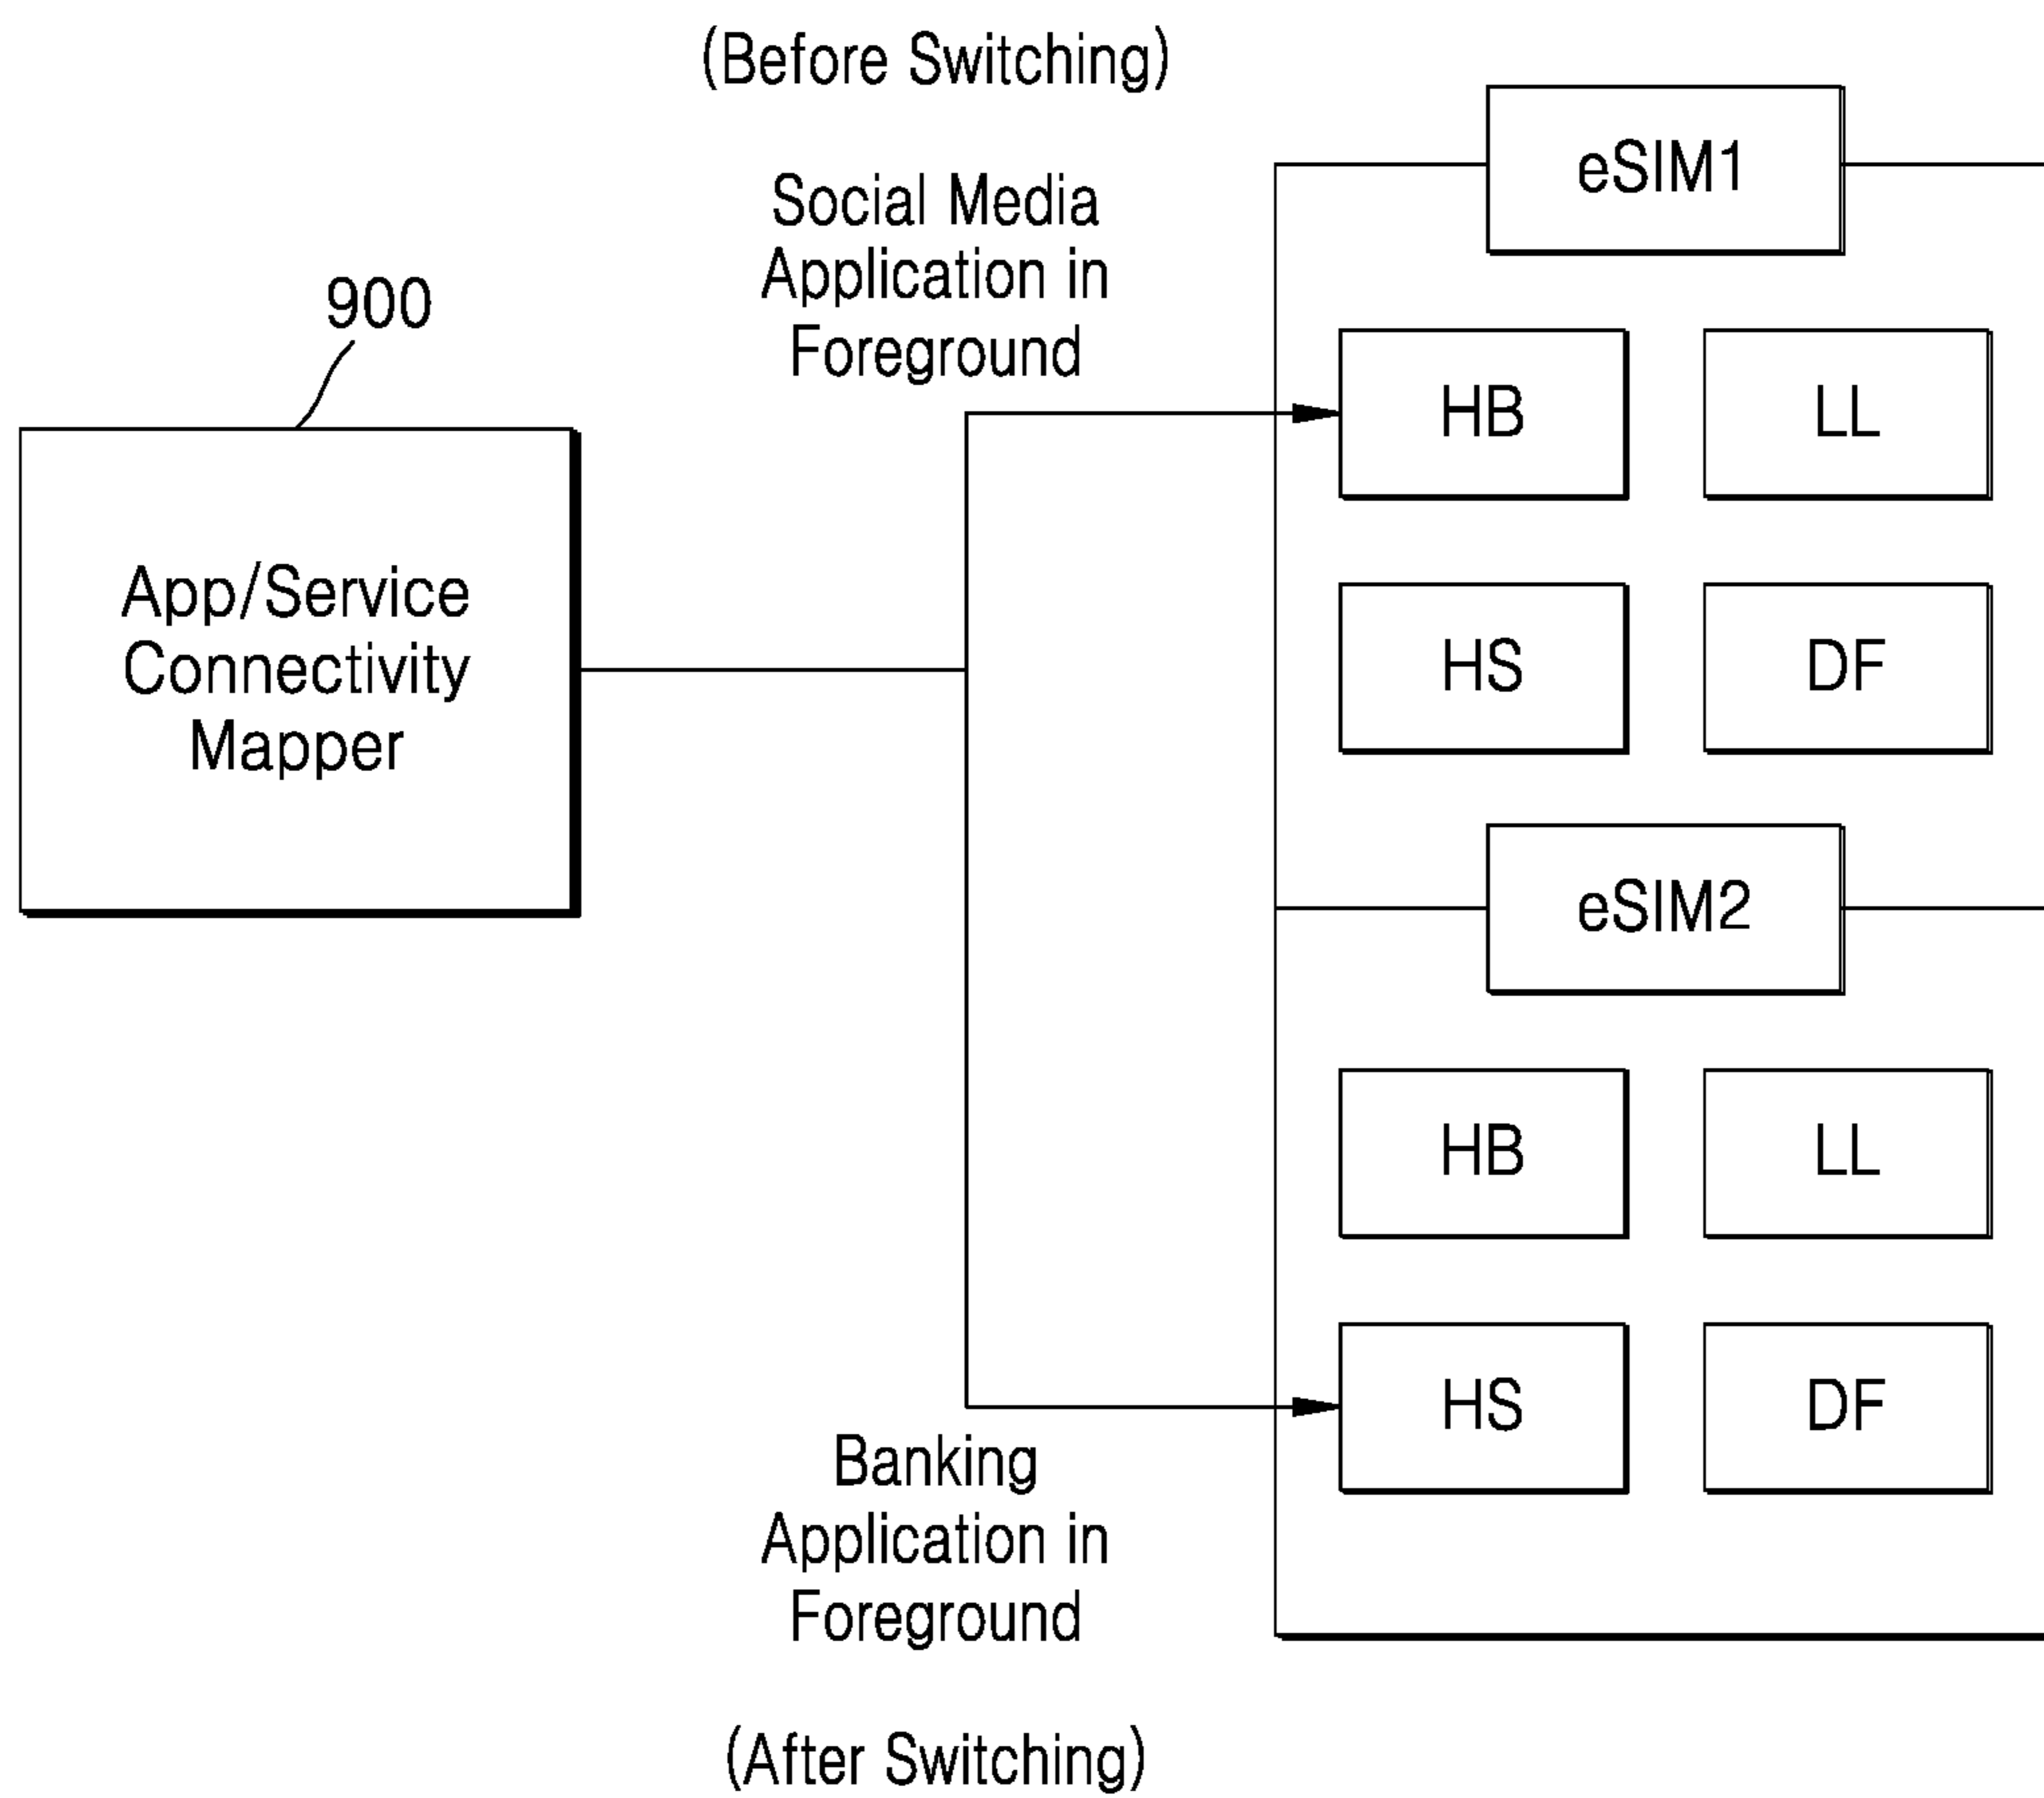 (Before Switching)
Social Media
Application in
Foreground
900
App/Service
Connectivity
Mapper
eSIM1
HB
LL
HS
DF
eSIM2
HB
LL
HS
DF
Banking
Application in
Foreground
(After Switching)